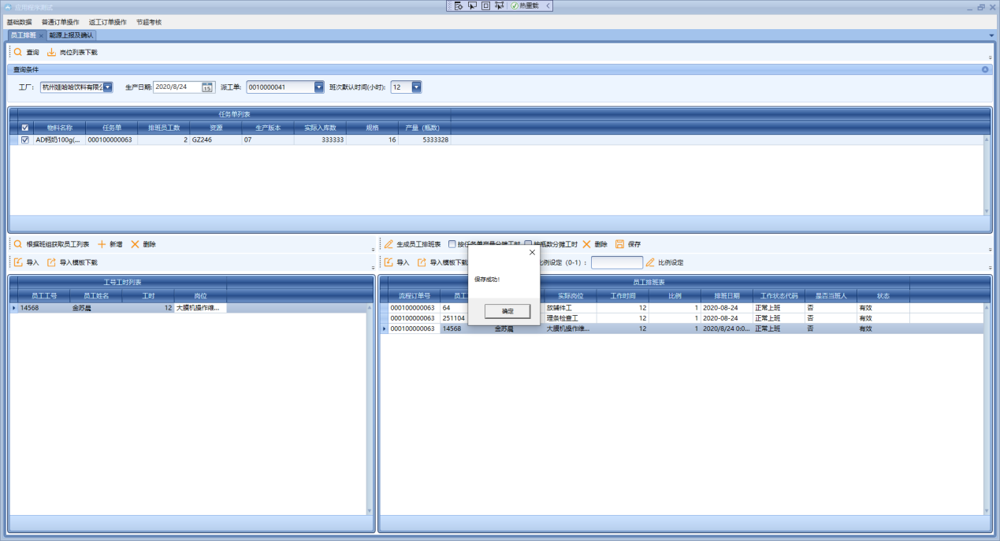 应用程序测试
热重载
基础数据 普通订单操作 返工订单操作 节超考核
员工排班 能源上报及确认
查询 岗位列表下载
查询条件
工厂: 杭州娃哈哈饮料有限公 生产日期: 2020/8/24 15 派工单: 0010000041 班次默认时间(小时): 12
任务单列表
物料名称 任务单 排班员工数 资源 生产版本 实际入库数 规格 产量（瓶数）
AD钙奶100g(... 000100000063 2 GZ246 07 333333 16 5333328
根据班组获取员工列表 新增 删除
导入 导入模板下载
工号工时列表
员工工号 员工姓名 工时 岗位
14568 金苏晨 12 大膜机操作维...
生成员工排班表 按任务单产量分摊工时 按瓶数分摊工时 删除 保存
导入 导入模板下载 比例设定（0-1）: 比例设定
员工排班表
流程订单号 员工 实际岗位 工作时间 比例 排班日期 工作状态代码 是否当班人 状态
000100000063 64 放辅件工 12 1 2020-08-24 正常上班 否 有效
000100000063 251104 理条检查工 12 1 2020-08-24 正常上班 否 有效
000100000063 14568 金苏晨 大膜机操作维... 12 1 2020/8/24 0:0... 正常上班 否 有效
保存成功!
确定